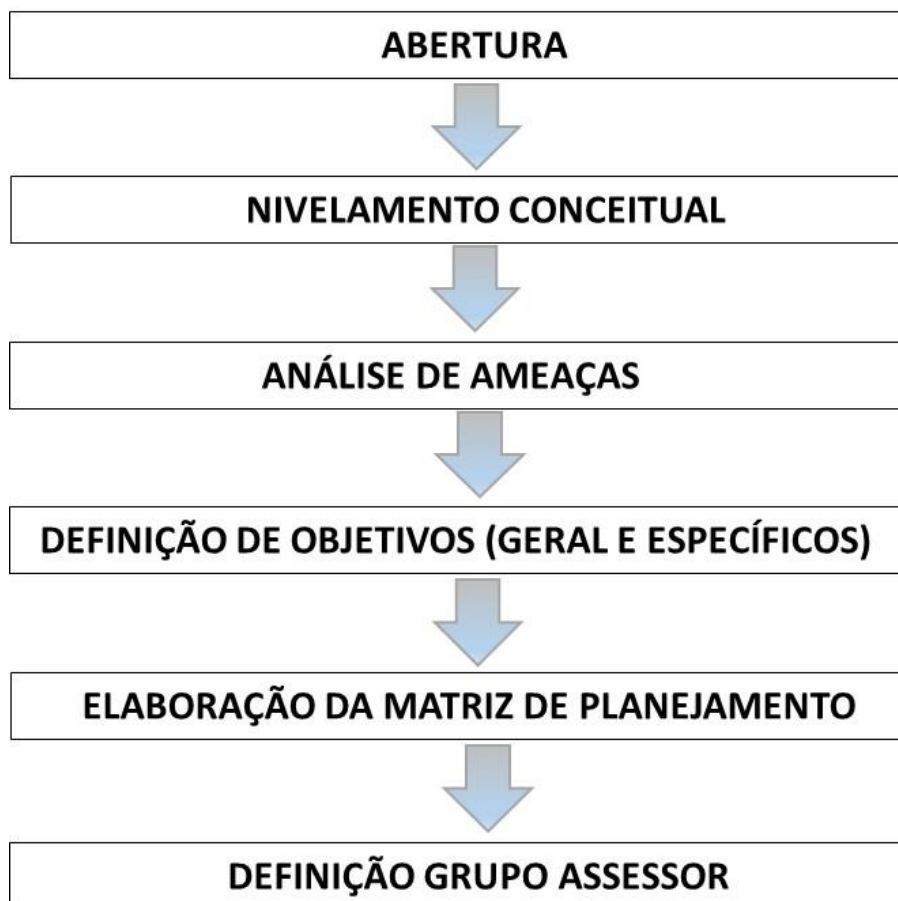 ABERTURA
NIVELAMENTO CONCEITUAL
ANÁLISE DE AMEAÇAS
DEFINIÇÃO DE OBJETIVOS (GERAL E ESPECÍFICOS)
ELABORAÇÃO DA MATRIZ DE PLANEJAMENTO
DEFINIÇÃO GRUPO ASSESSOR